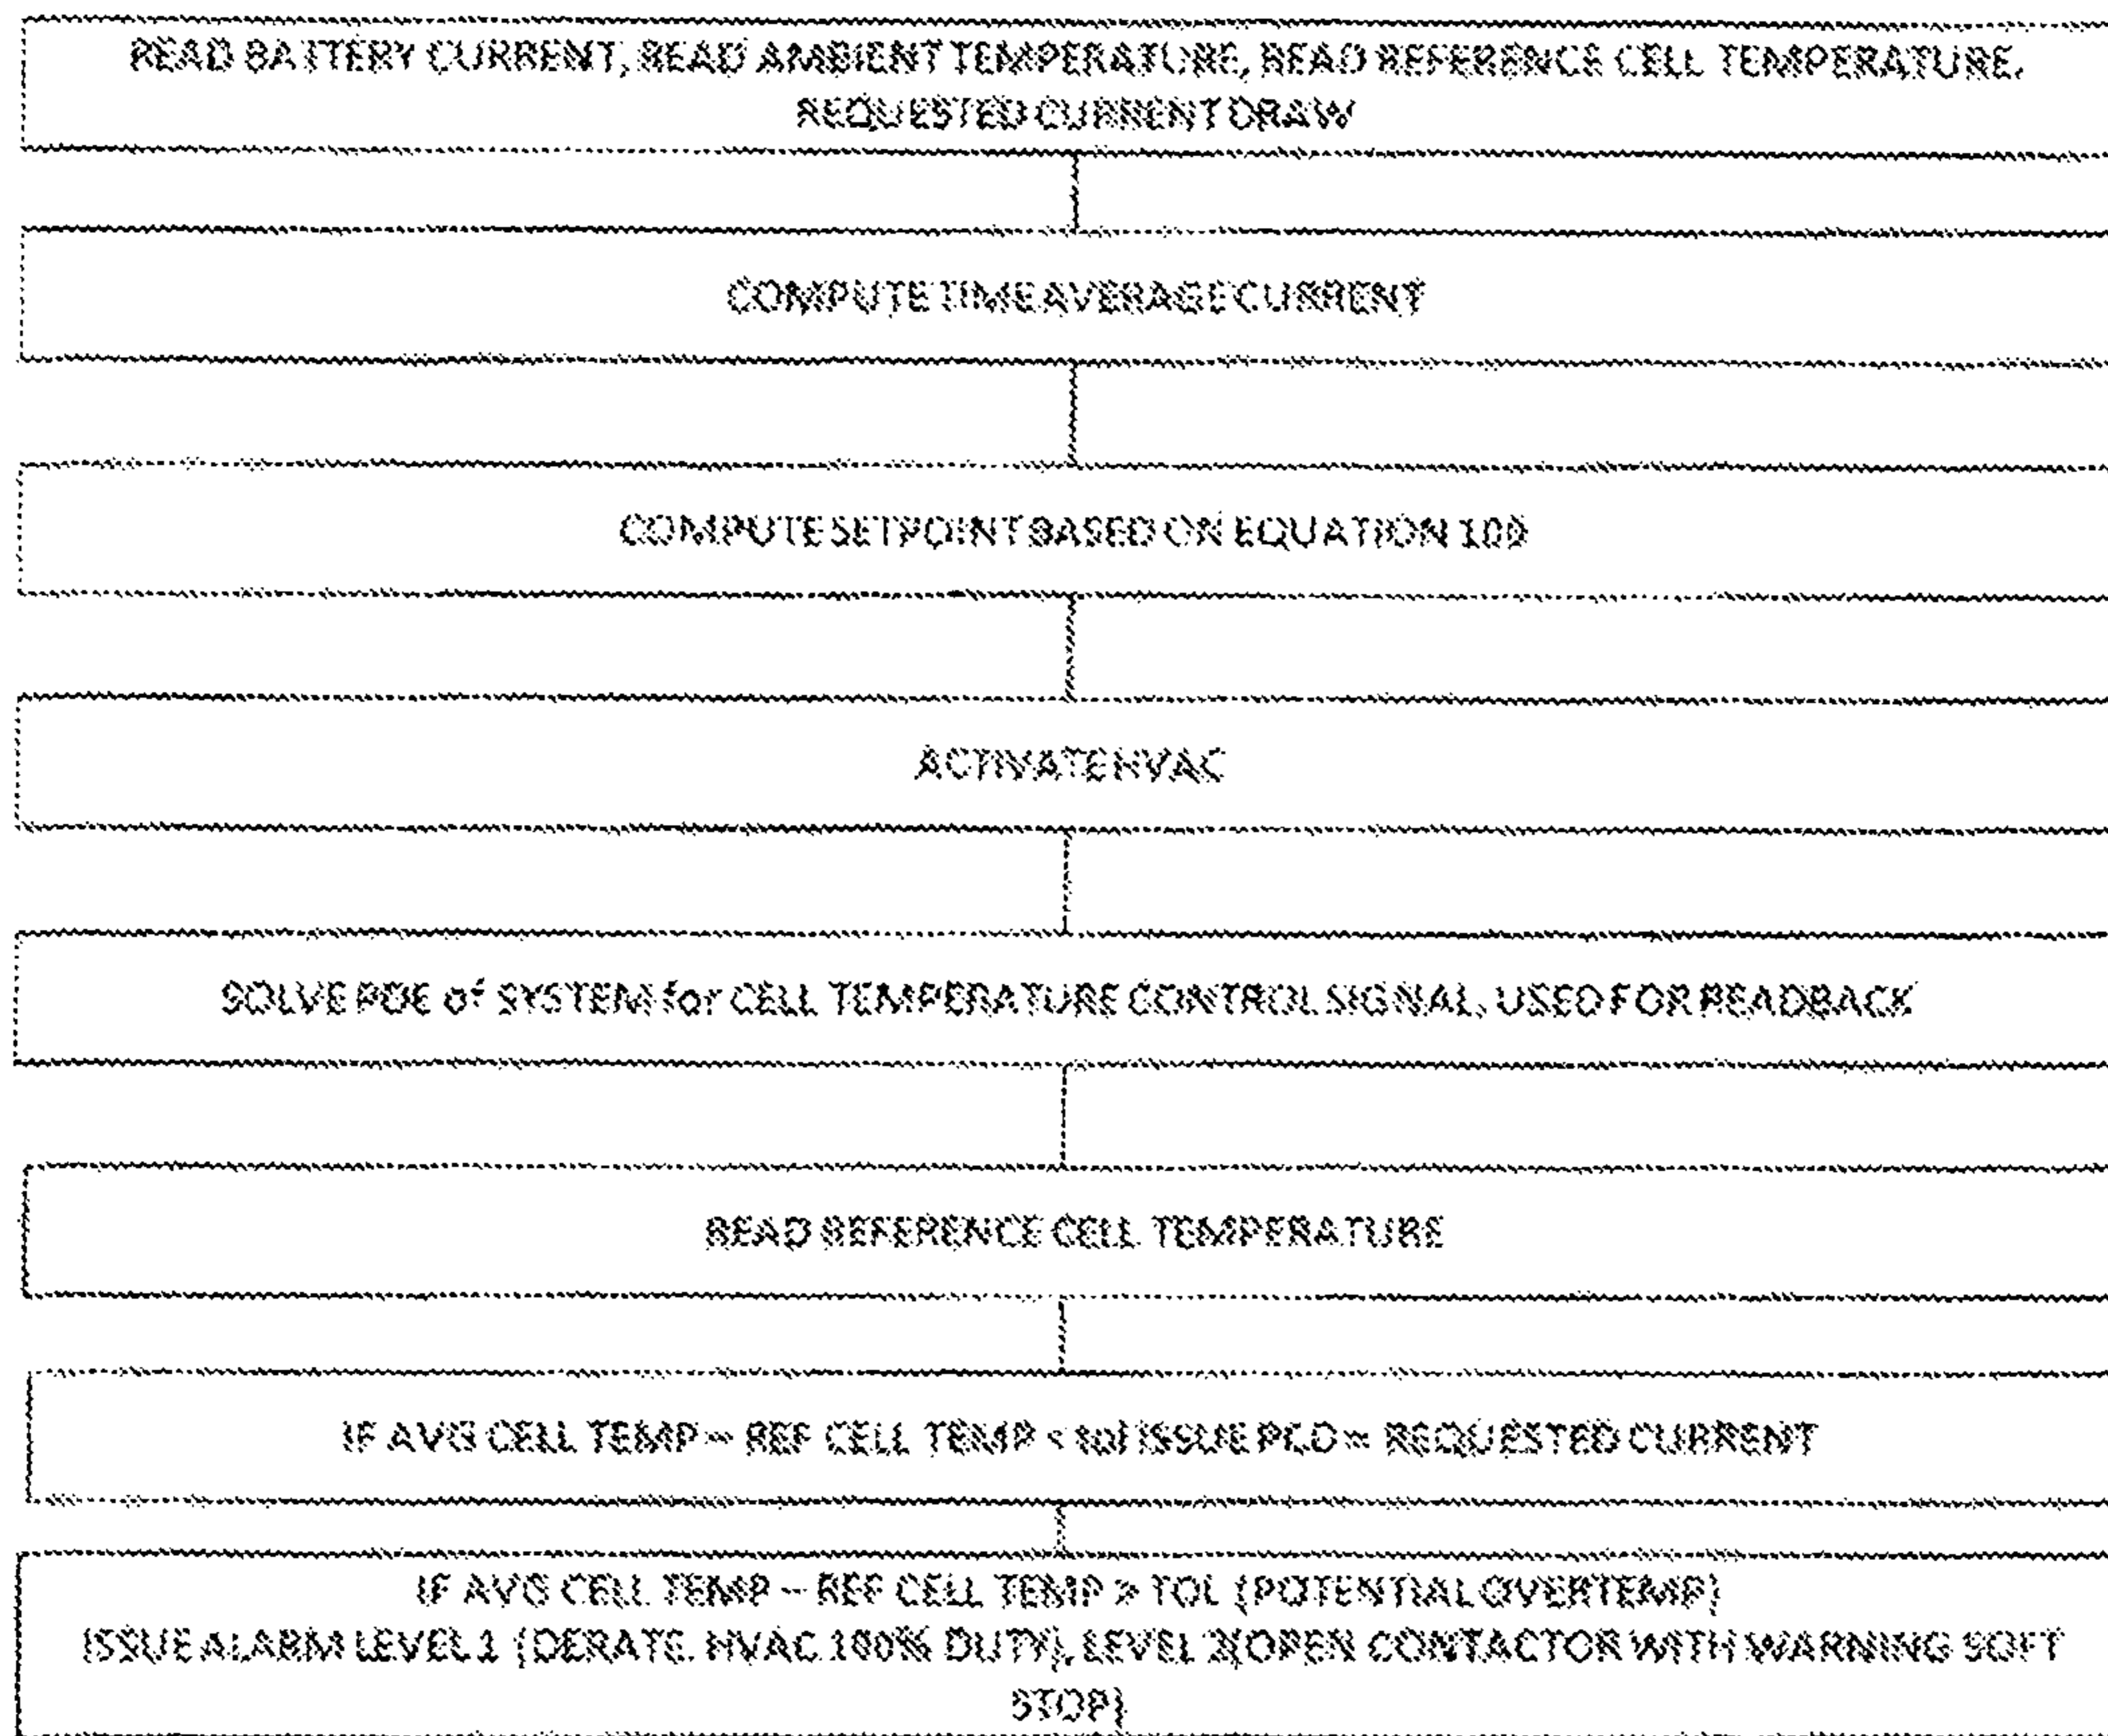 READ BATTERY CURRENT, READ AMBIENT TEMPERATURE, READ REFERENCE CELL TEMPERATURE,
REQUESTED CURRENT DRAW
COMPUTE TIME AVERAGE CURRENT
COMPUTE SETPOINT BASED ON EQUATION 100
ACTIVATE HVAC
SOLVE PDE of SYSTEM for CELL TEMPERATURE CONTROL SIGNAL, USED FOR READBACK
READ REFERENCE CELL TEMPERATURE
IF AVG CELL TEMP – REF CELL TEMP < tol ISSUE PCD = REQUESTED CURRENT
IF AVG CELL TEMP – REF CELL TEMP > TOL (POTENTIAL OVERTEMP)
ISSUE ALARM LEVEL 1 (DERATE. HVAC 100% DUTY), LEVEL 2(OPEN CONTACTOR WITH WARNING SOFT
STOP)